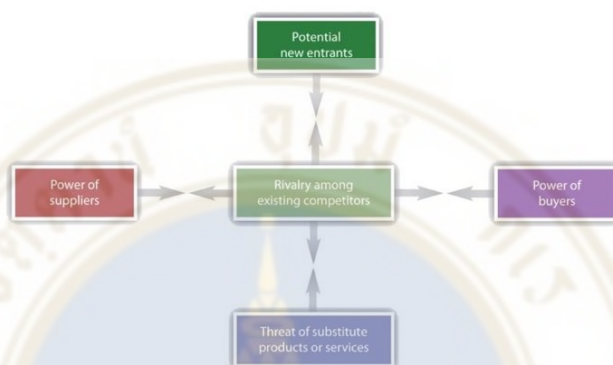 Potential
new entrants
Power of
suppliers
Rivalry among
existing competitors
Power of
buyers
Threat of substitute
products or services